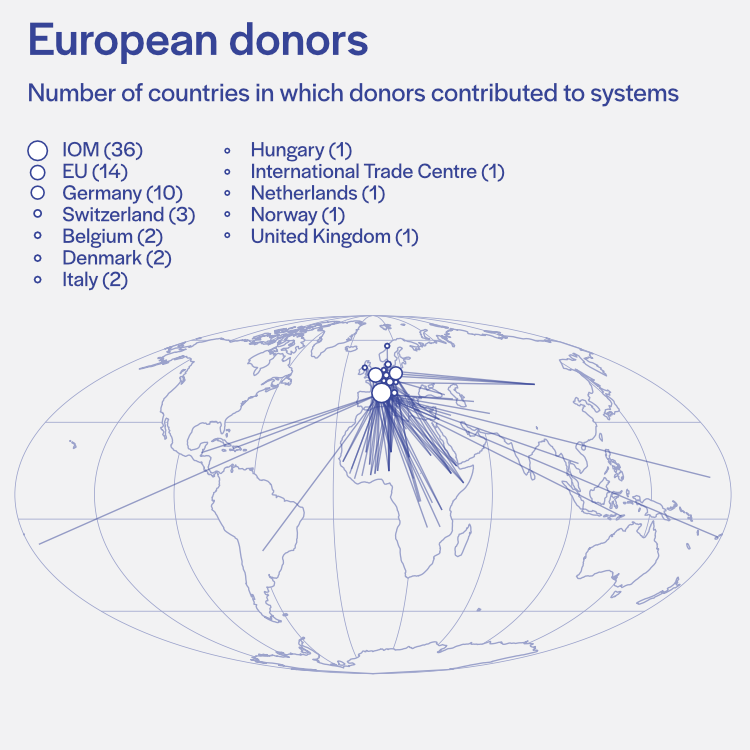 European donors
Number of countries in which donors contributed to systems
IOM (36)
EU (14)
Germany (10)
Switzerland (3)
Belgium (2)
Denmark (2)
Italy (2)
Hungary (1)
International Trade Centre (1)
Netherlands (1)
Norway (1)
United Kingdom (1)